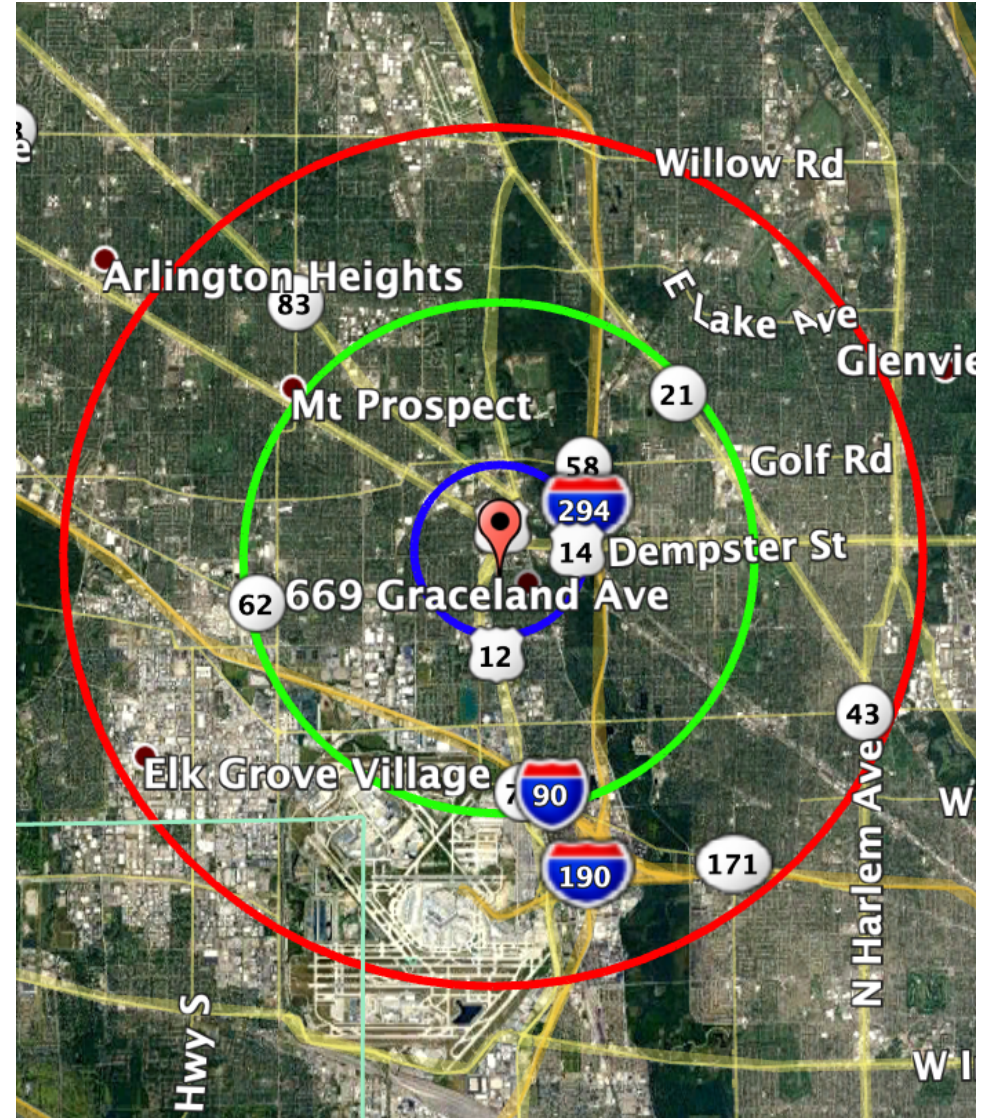 Willow Rd
Arlington Heights
83
E Lake Ave
Glenvie
21
Mt Prospect
58
Golf Rd
294
14
Dempster St
62
669 Graceland Ave
12
43
Elk Grove Village
7
90
W
190
171
N Harlem Ave
Hwy S
W I